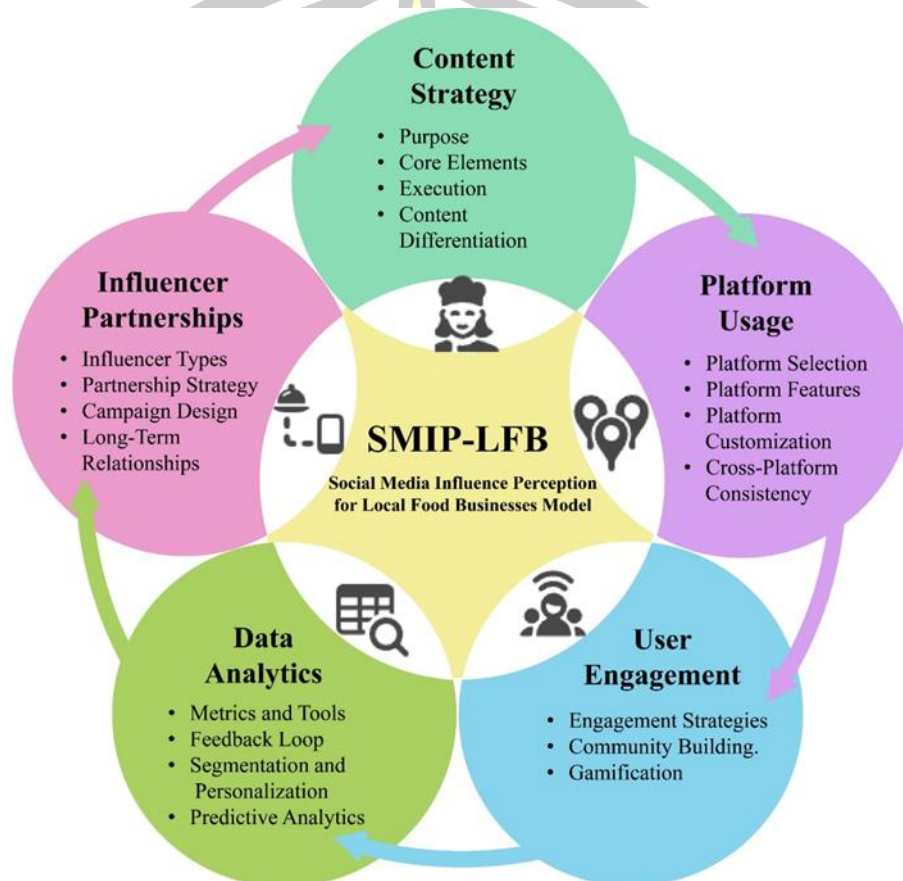 Content
Strategy
• Purpose
• Core Elements
• Execution
• Content
Differentiation
Influencer
Partnerships
• Influencer Types
• Partnership Strategy
• Campaign Design
• Long-Term
Relationships
Platform
Usage
• Platform Selection
• Platform Features
• Platform
Customization
• Cross-Platform
Consistency
SMIP-LFB
Social Media Influence Perception
for Local Food Businesses Model
Data
Analytics
• Metrics and Tools
• Feedback Loop
• Segmentation and
Personalization
• Predictive Analytics
User
Engagement
• Engagement Strategies
• Community Building.
• Gamification